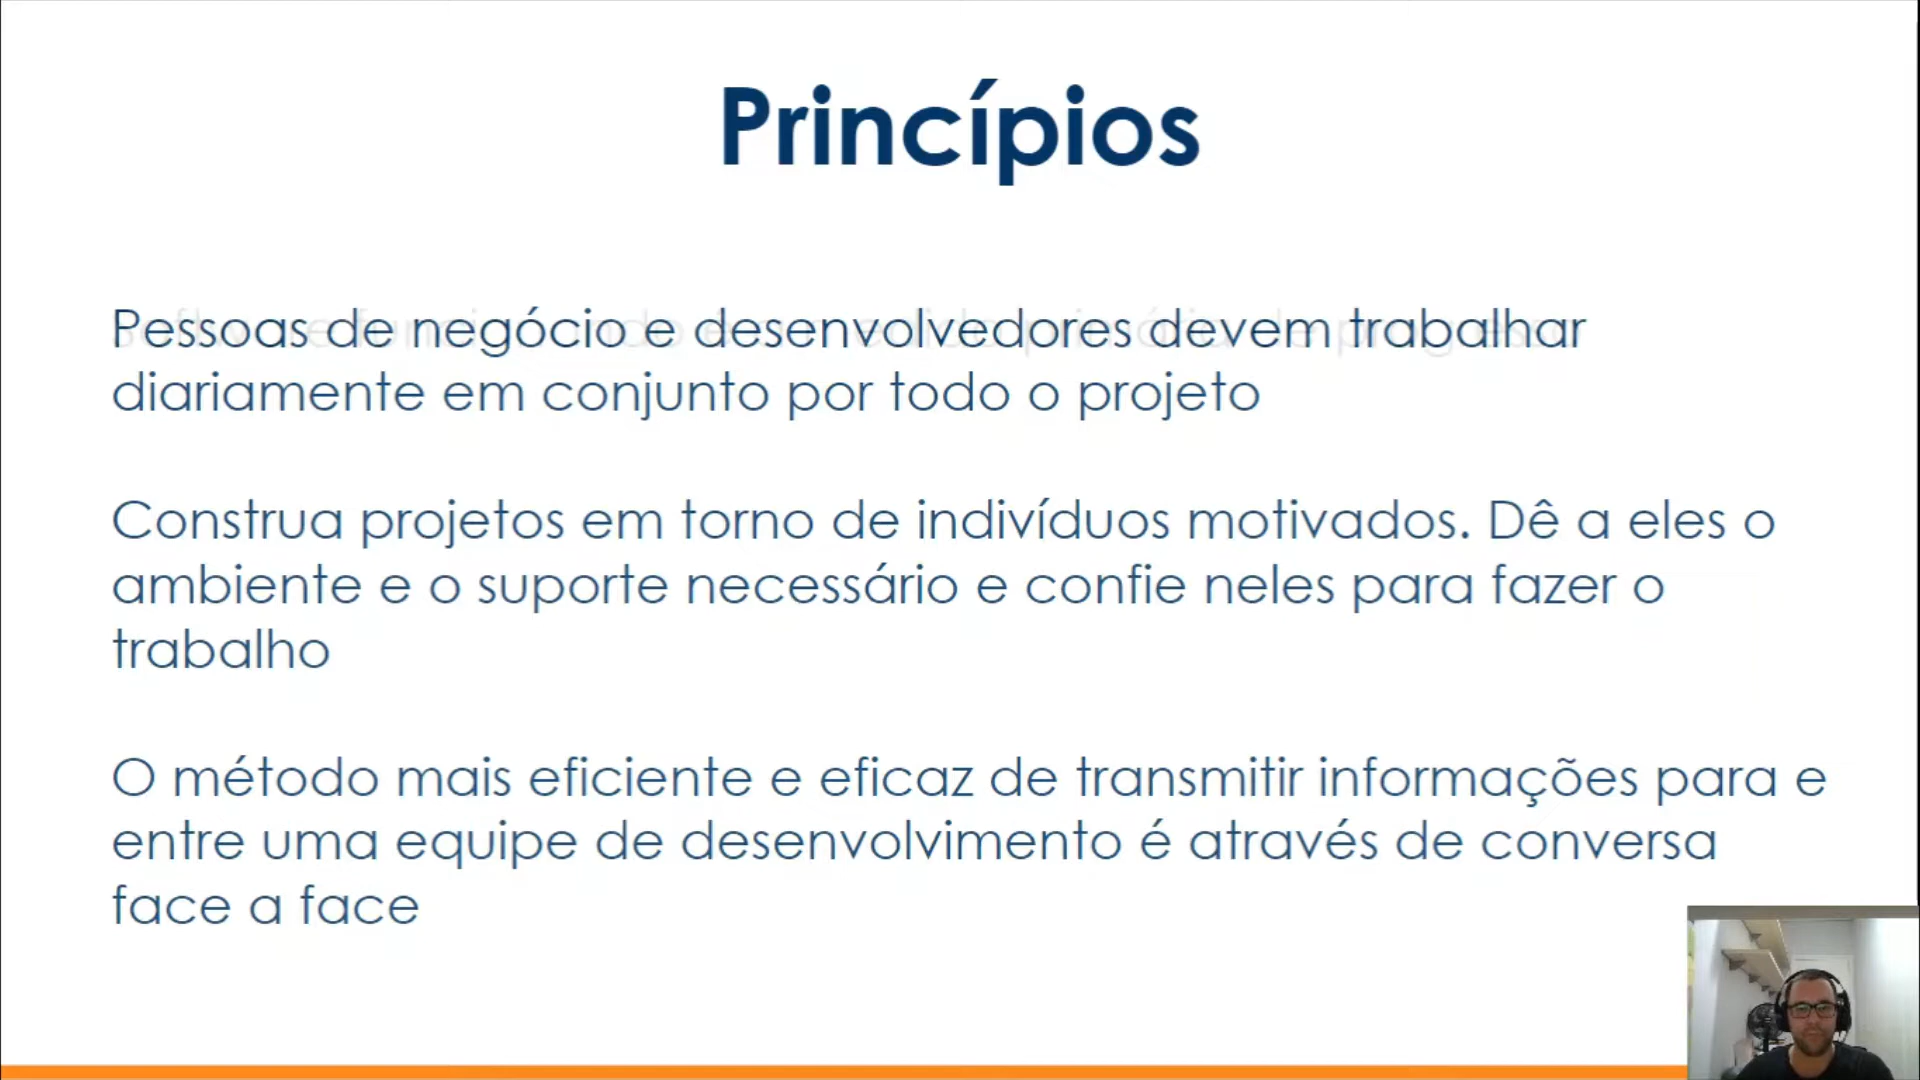 Princípios
Pessoas de negócio e desenvolvedores devem trabalhar
diariamente em conjunto por todo o projeto
Construa projetos em torno de indivíduos motivados. Dê a eles o
ambiente e o suporte necessário e confie neles para fazer o
trabalho
O método mais eficiente e eficaz de transmitir informações para e
entre uma equipe de desenvolvimento é através de conversa
face a face